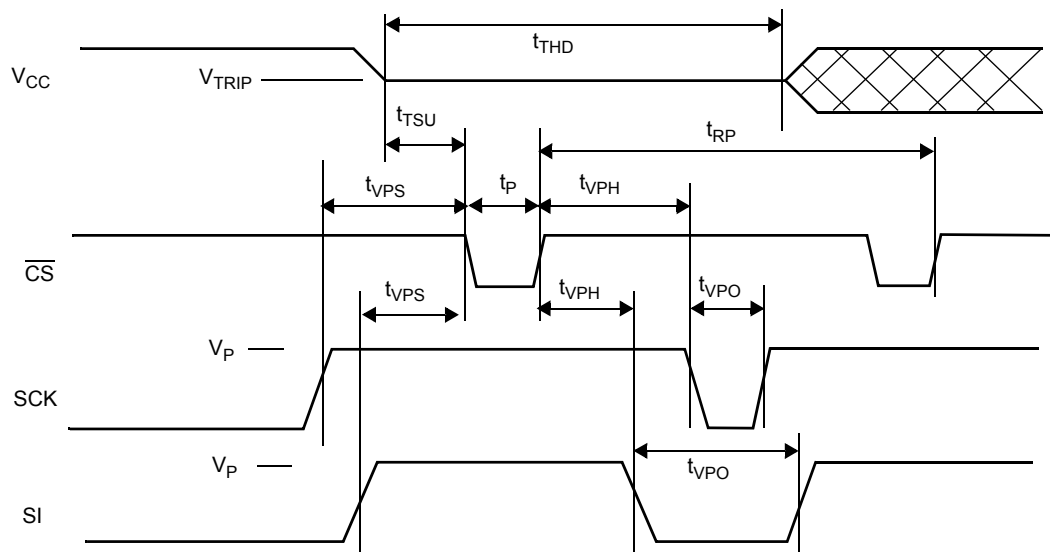 t_THD
V_CC
V_TRIP
t_TSU
t_RP
t_VPS
t_P
t_VPH
CS
t_VPS
t_VPH
t_VPO
V_P
SCK
V_P
t_VPO
SI